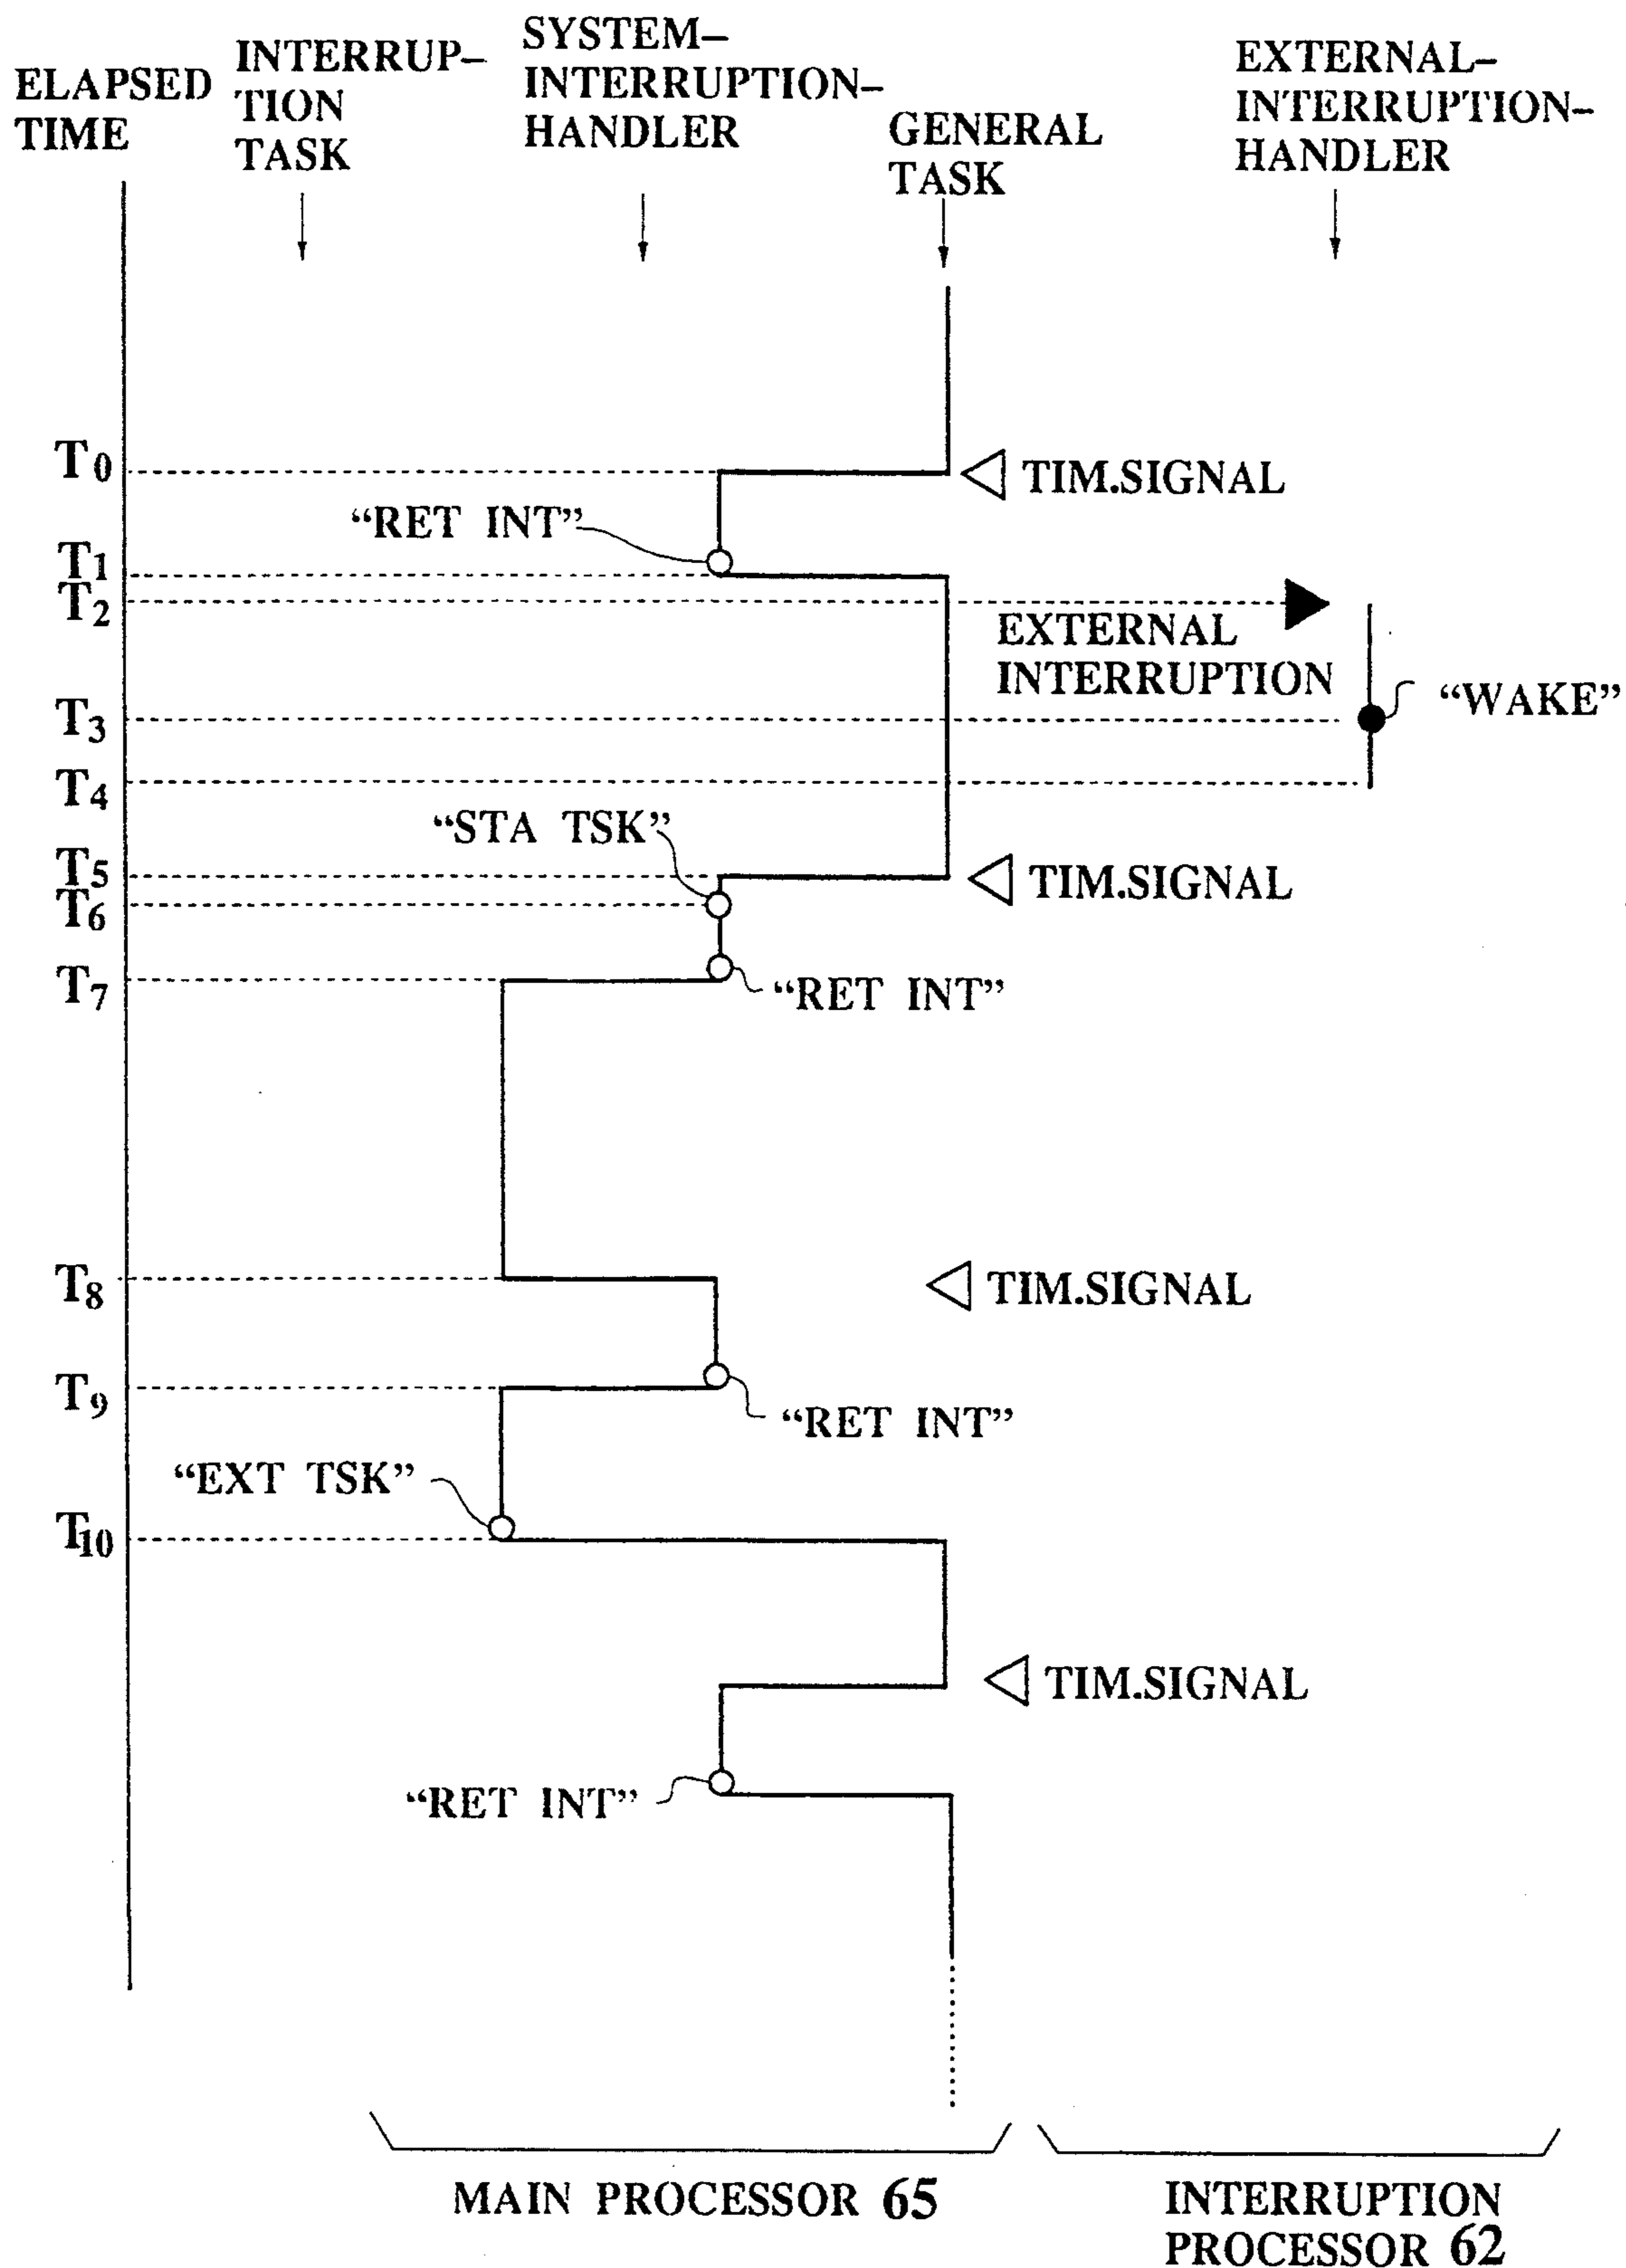 ELAPSED
TIME
INTERRUP–
TION
TASK
SYSTEM–
INTERRUPTION–
HANDLER
GENERAL
TASK
EXTERNAL–
INTERRUPTION–
HANDLER
T0
TIM.SIGNAL
“RET INT”
T1
T2
EXTERNAL
INTERRUPTION
T3
“WAKE”
T4
“STA TSK”
T5
TIM.SIGNAL
T6
T7
“RET INT”
T8
TIM.SIGNAL
T9
“RET INT”
“EXT TSK”
T10
TIM.SIGNAL
“RET INT”
MAIN PROCESSOR 65
INTERRUPTION
PROCESSOR 62